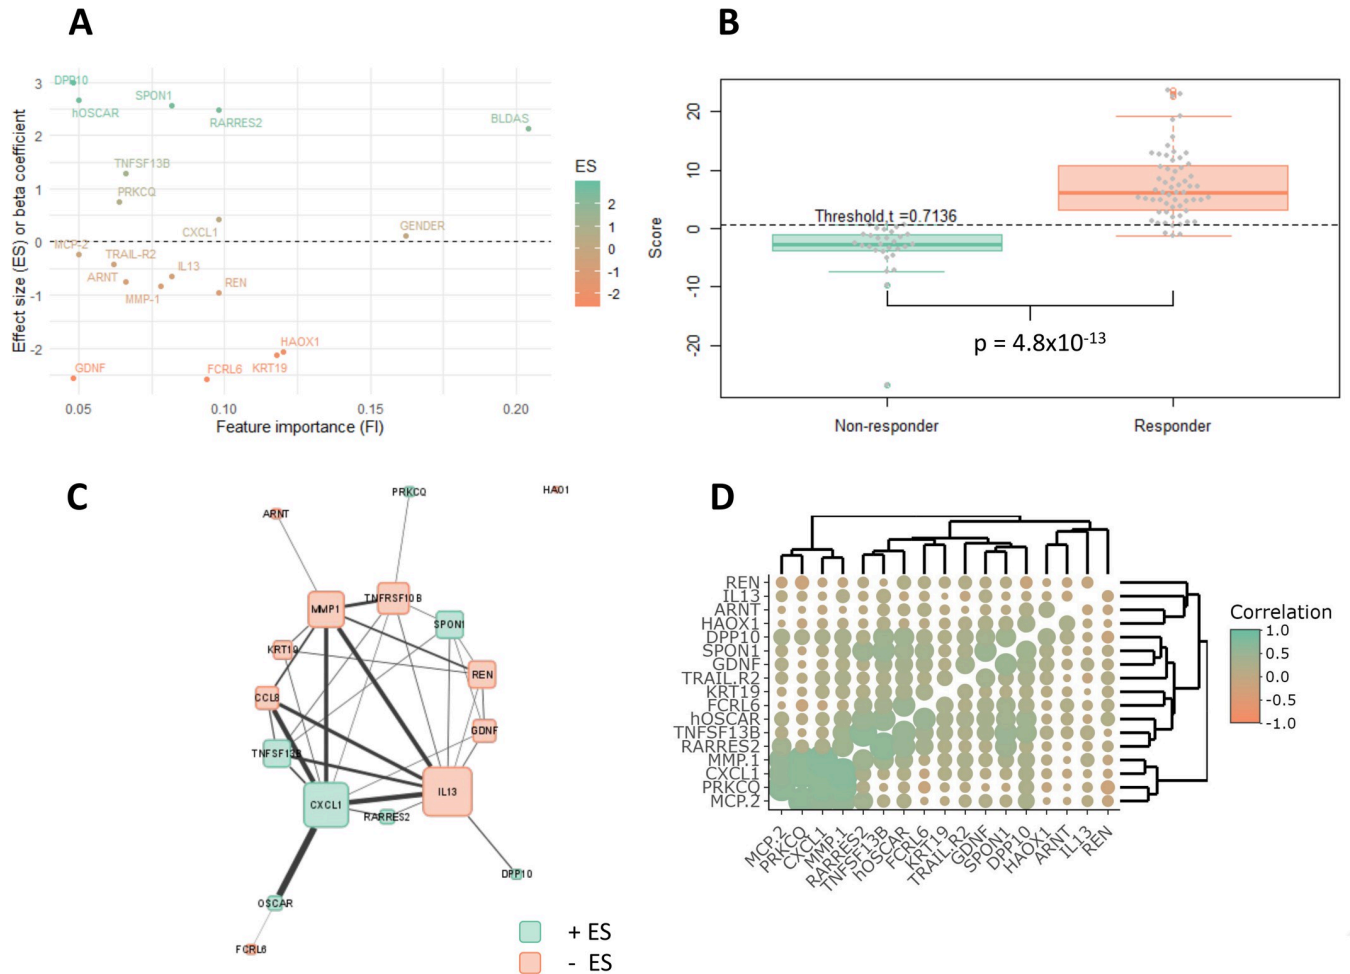 A
Effect size (ES) or beta coefficient
3
2
1
0
-1
-2
DPP10
hOSCAR
SPON1
RARRES2
BLDAS
TNFSF13B
PRKCQ
CXCL1
GENDER
MCP-2
TRAIL-R2
ARNT
IL13
MMP-1
REN
HAOX1
KRT19
GDNF
FCRL6
0.05
0.10
0.15
0.20
Feature importance (FI)
ES
2
1
0
-1
-2
B
Score
20
10
0
-10
-20
Threshold,t =0.7136
p = 4.8x10-13
Non-responder
Responder
C
PRKCQ
HAO1
ARNT
TNFRSF10B
MMP1
SPON1
KRT19
REN
CCL8
GDNF
TNFSF13B
IL13
CXCL1
RARRES2
DPP10
OSCAR
FCRL6
+ ES
- ES
D
REN
IL13
ARNT
HAOX1
DPP10
SPON1
GDNF
TRAIL.R2
KRT19
FCRL6
hOSCAR
TNFSF13B
RARRES2
MMP.1
CXCL1
PRKCQ
MCP.2
MCP.2
PRKCQ
CXCL1
MMP.1
RARRES2
TNFSF13B
hOSCAR
FCRL6
KRT19
TRAIL.R2
GDNF
SPON1
DPP10
HAOX1
ARNT
IL13
REN
Correlation
1.0
0.5
0.0
-0.5
-1.0